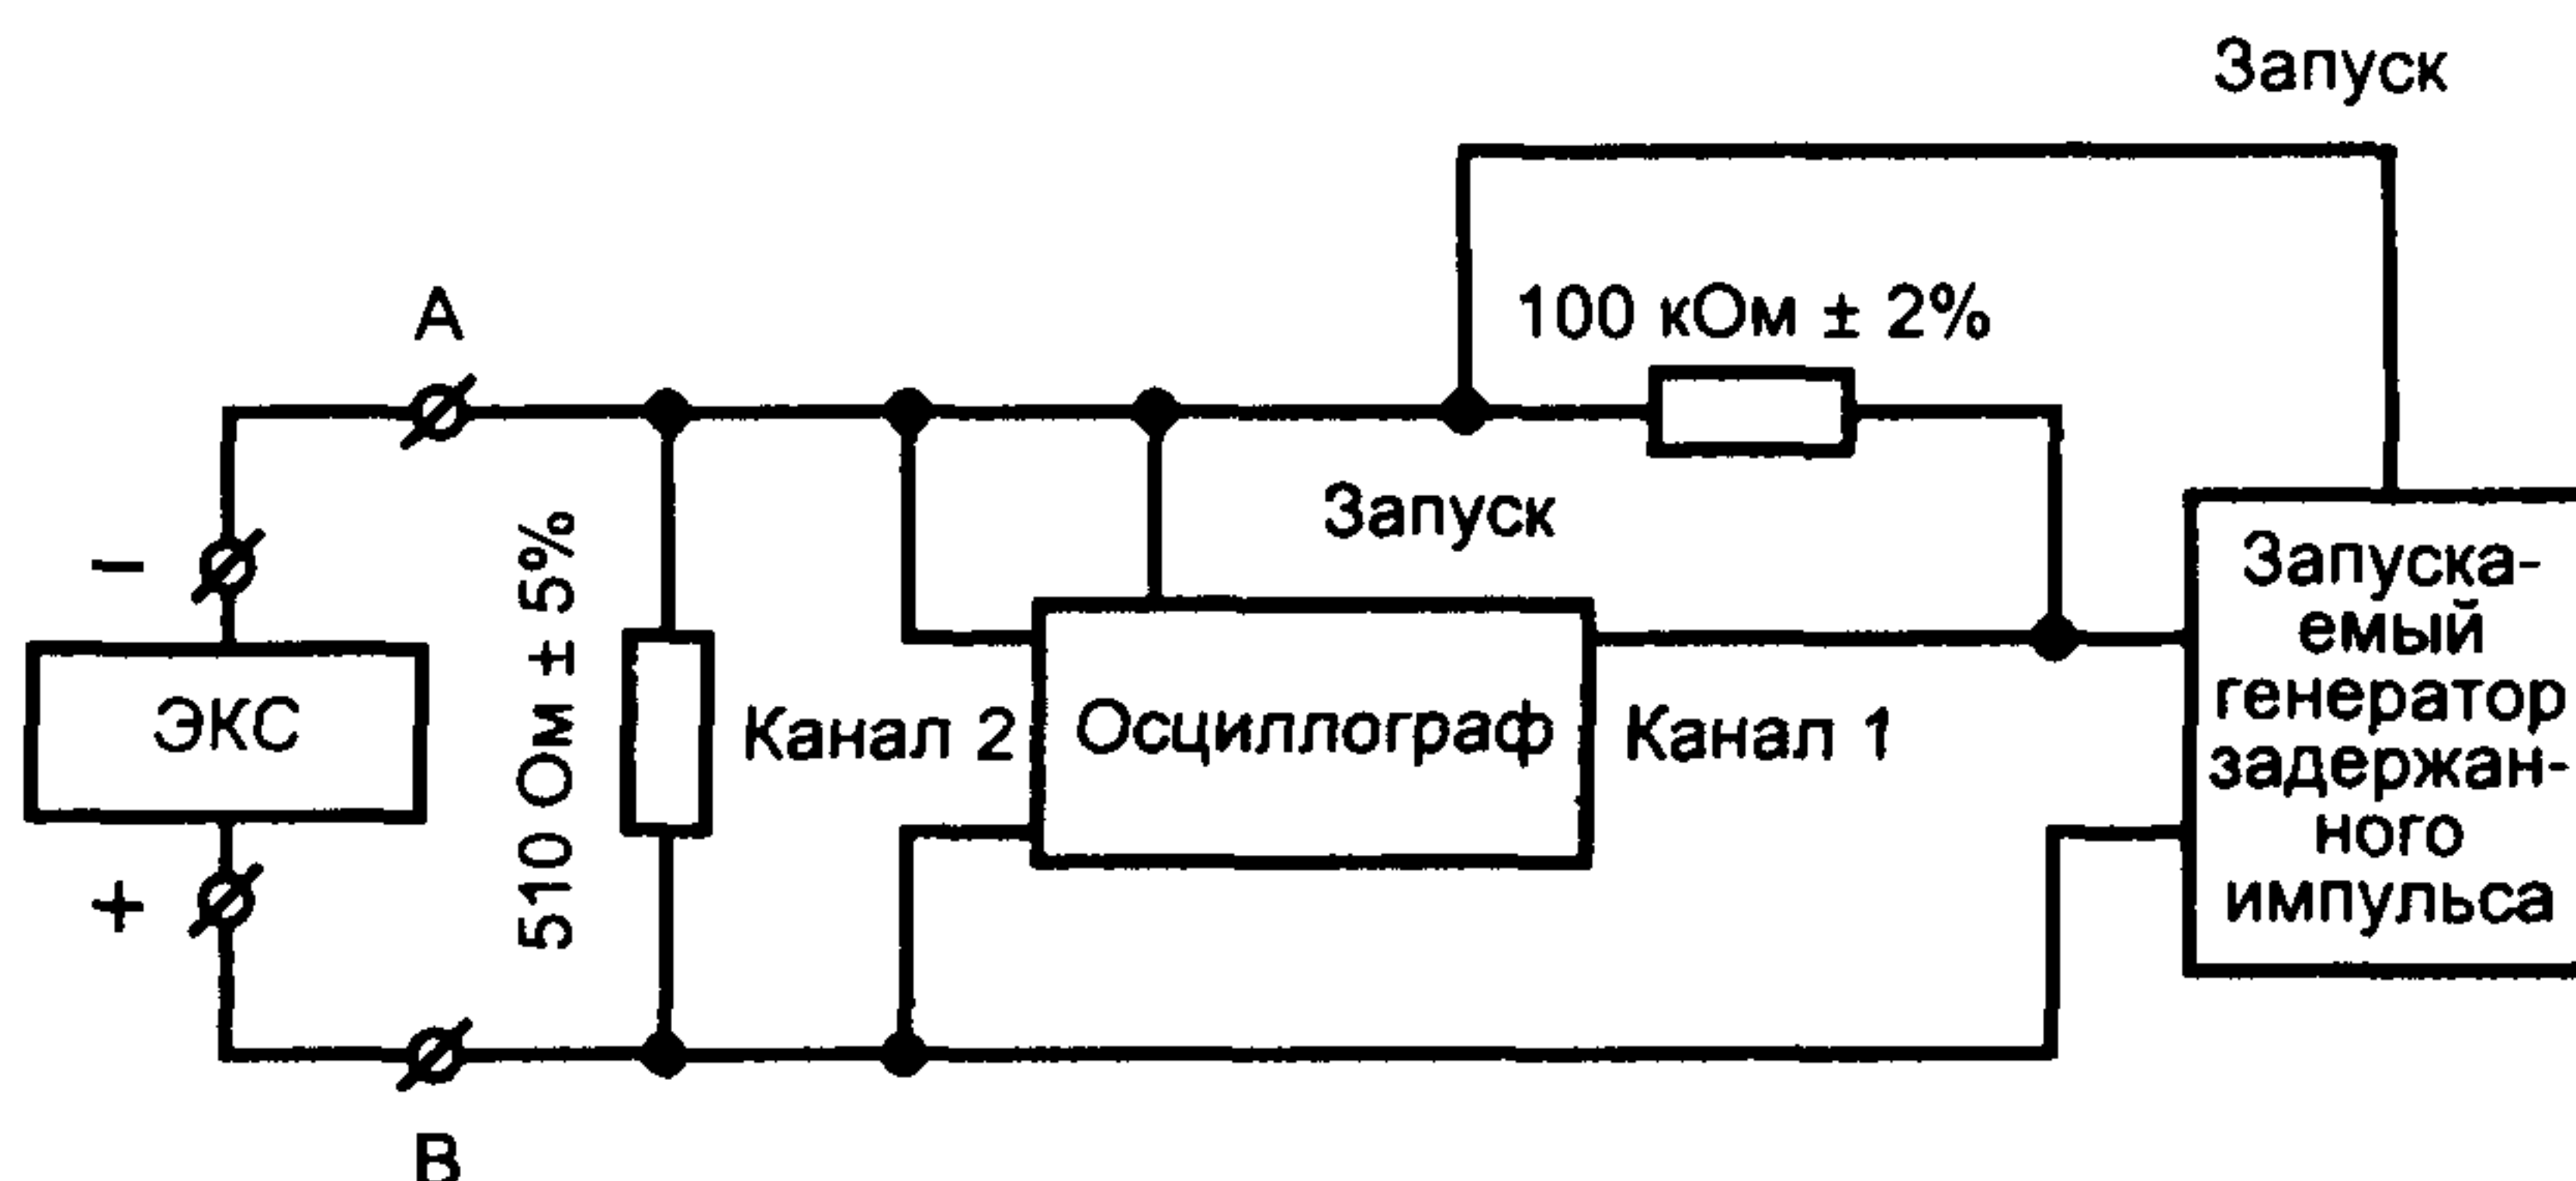 Запуск
А
100 кОм ± 2%
Запуск
−
510 Ом ± 5%
ЭКС
Канал 2
Осциллограф
Канал 1
Запуска-
емый
генератор
задержан-
ного
импульса
+
В